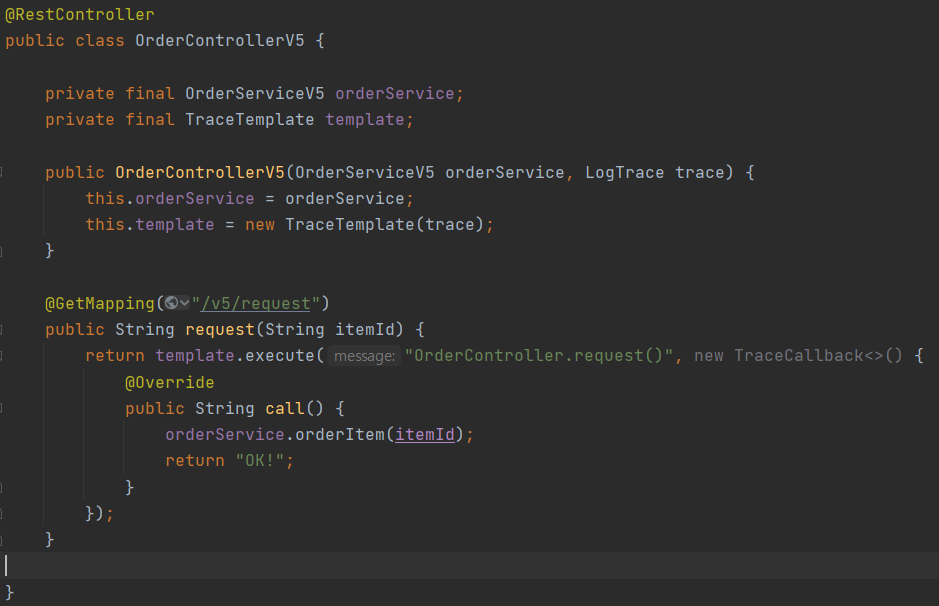 @RestController
public class OrderControllerV5 {
private final OrderServiceV5 orderService;
private final TraceTemplate template;
public OrderControllerV5(OrderServiceV5 orderService, LogTrace trace) {
this.orderService = orderService;
this.template = new TraceTemplate(trace);
}
@GetMapping("/v5/request")
public String request(String itemId) {
return template.execute( message: "OrderController.request()", new TraceCallback<>() {
@Override
public String call() {
orderService.orderItem(itemId);
return "OK!";
}
});
}
}